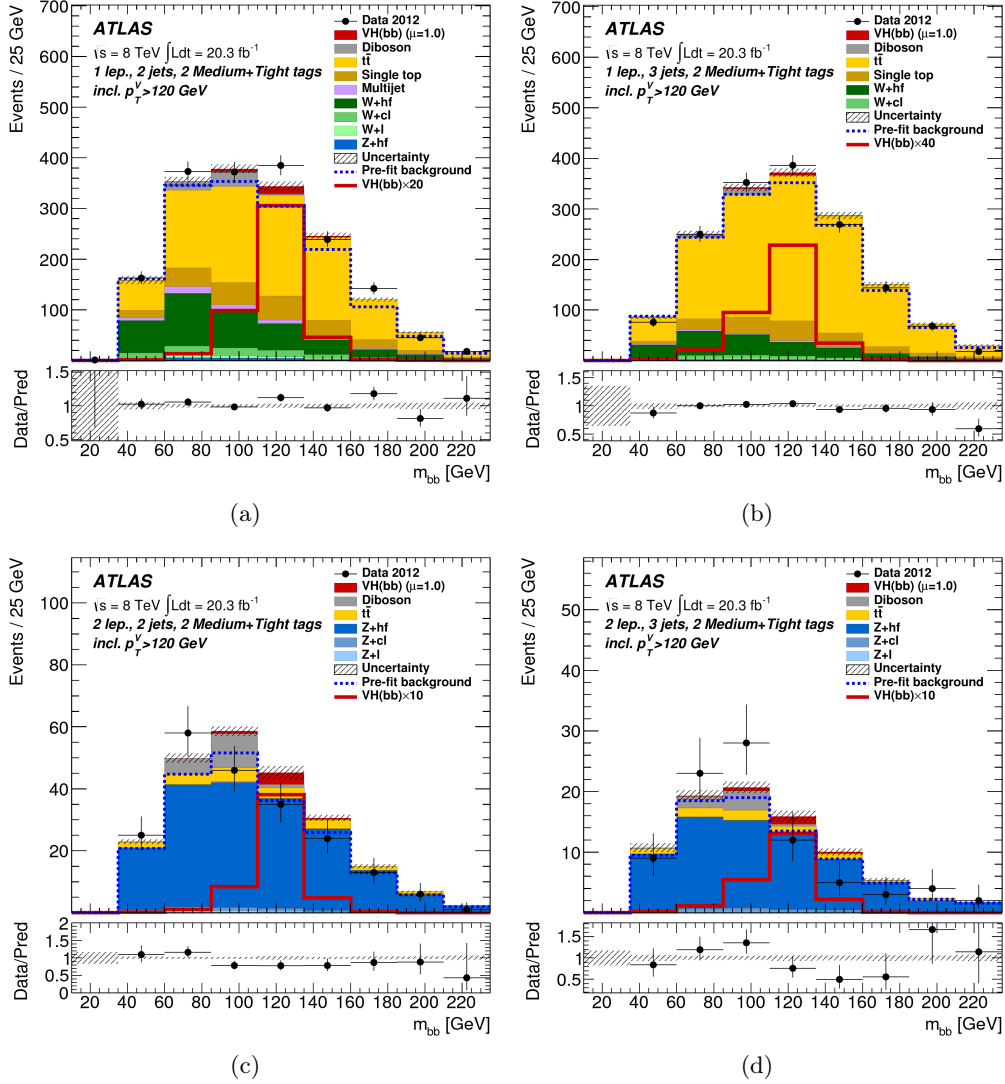 ATLAS
√s = 8 TeV ∫Ldt = 20.3 fb⁻¹
1 lep., 2 jets, 2 Medium+Tight tags
incl. p_T^V>120 GeV
Data 2012
VH(bb) (μ=1.0)
Diboson
tt̄
Single top
Multijet
W+hf
W+cl
W+l
Z+hf
Uncertainty
Pre-fit background
VH(bb)×20
Events / 25 GeV
700
600
500
400
300
200
100
Data/Pred
1.5
1
0.5
20 40 60 80 100 120 140 160 180 200 220
m_bb [GeV]
(a)
ATLAS
√s = 8 TeV ∫Ldt = 20.3 fb⁻¹
1 lep., 3 jets, 2 Medium+Tight tags
incl. p_T^V>120 GeV
Data 2012
VH(bb) (μ=1.0)
Diboson
tt̄
Single top
W+hf
W+cl
Uncertainty
Pre-fit background
VH(bb)×40
Events / 25 GeV
700
600
500
400
300
200
100
Data/Pred
1.5
1
0.5
20 40 60 80 100 120 140 160 180 200 220
m_bb [GeV]
(b)
ATLAS
√s = 8 TeV ∫Ldt = 20.3 fb⁻¹
2 lep., 2 jets, 2 Medium+Tight tags
incl. p_T^V>120 GeV
Data 2012
VH(bb) (μ=1.0)
Diboson
tt̄
Z+hf
Z+cl
Z+l
Uncertainty
Pre-fit background
VH(bb)×10
Events / 25 GeV
100
80
60
40
20
Data/Pred
2
1.5
1
0.5
0
20 40 60 80 100 120 140 160 180 200 220
m_bb [GeV]
(c)
ATLAS
√s = 8 TeV ∫Ldt = 20.3 fb⁻¹
2 lep., 3 jets, 2 Medium+Tight tags
incl. p_T^V>120 GeV
Data 2012
VH(bb) (μ=1.0)
Diboson
tt̄
Z+hf
Z+cl
Z+l
Uncertainty
Pre-fit background
VH(bb)×10
Events / 25 GeV
50
40
30
20
10
Data/Pred
1.5
1
0.5
20 40 60 80 100 120 140 160 180 200 220
m_bb [GeV]
(d)